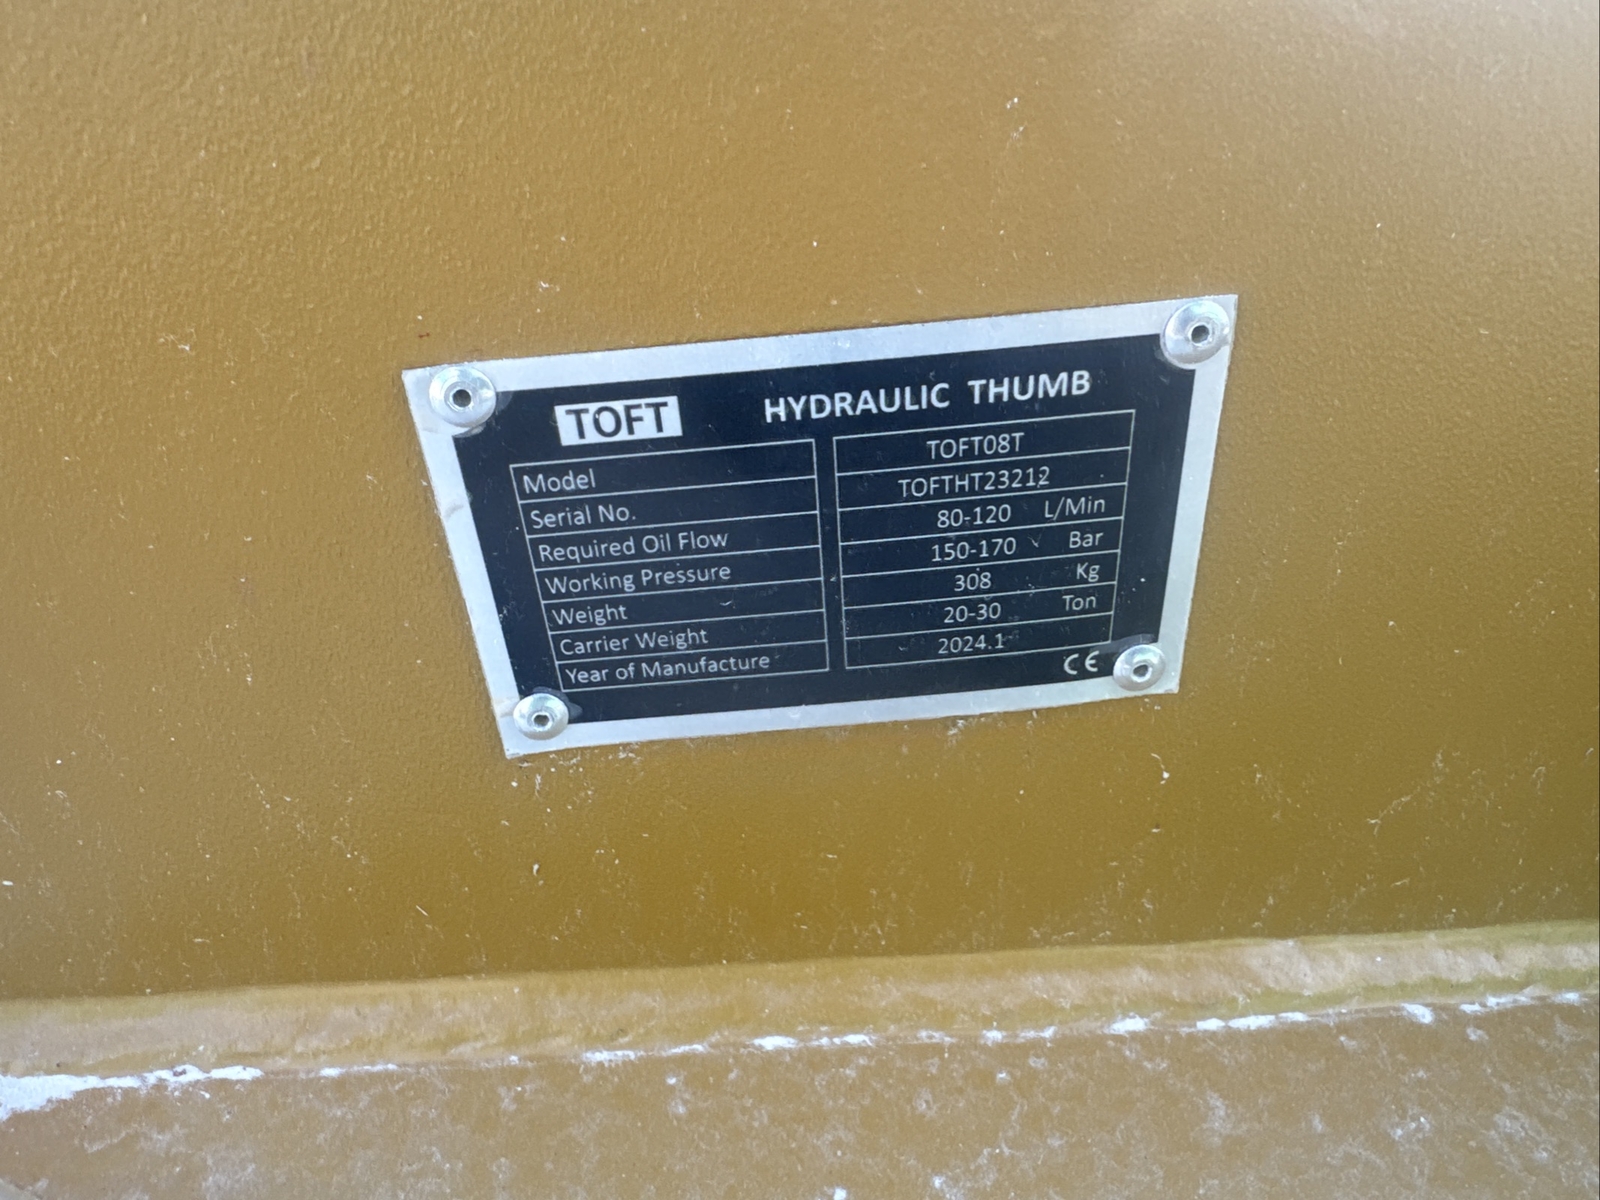 TOFT HYDRAULIC THUMB
Model TOFT08T
Serial No. TOFTHT23212
Required Oil Flow 80-120 L/Min
Working Pressure 150-170 Bar
Weight 308 Kg
Carrier Weight 20-30 Ton
Year of Manufacture 2024.1
CE